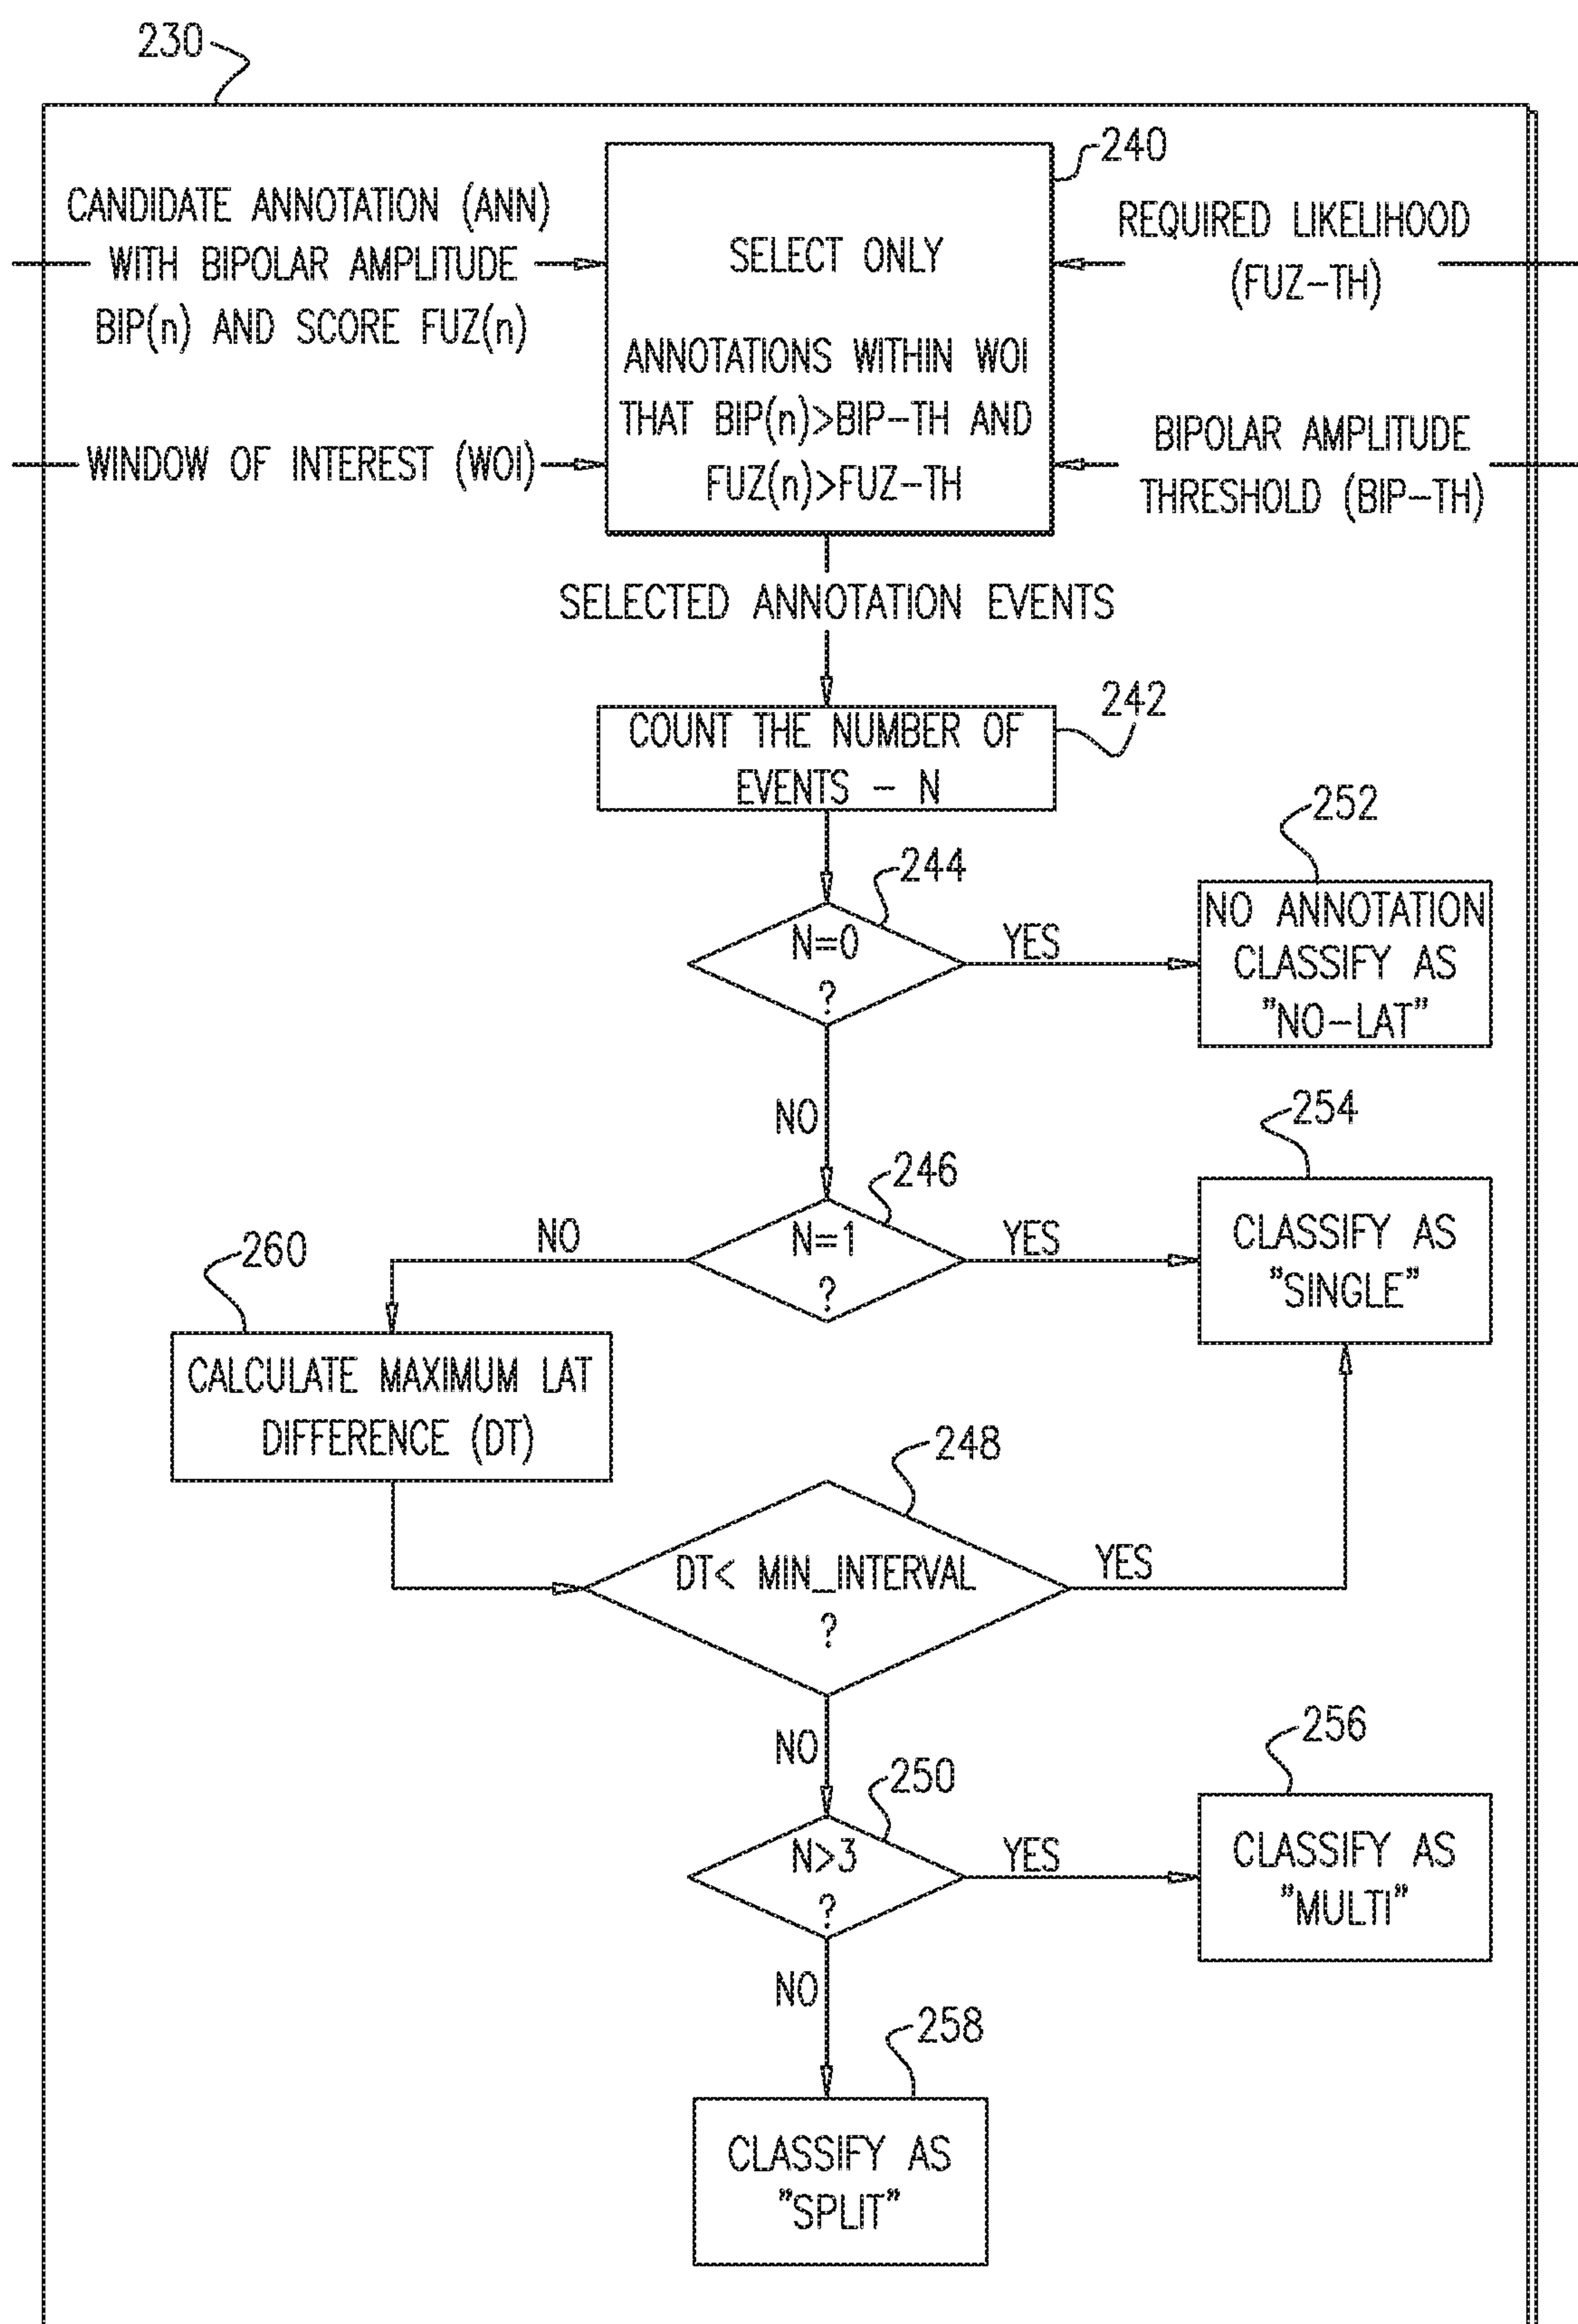 230
240
CANDIDATE ANNOTATION (ANN)
WITH BIPOLAR AMPLITUDE
BIP(n) AND SCORE FUZ(n)
WINDOW OF INTEREST (WOI)
SELECT ONLY
ANNOTATIONS WITHIN WOI
THAT BIP(n)>BIP-TH AND
FUZ(n)>FUZ-TH
REQUIRED LIKELIHOOD
(FUZ-TH)
BIPOLAR AMPLITUDE
THRESHOLD (BIP-TH)
SELECTED ANNOTATION EVENTS
242
COUNT THE NUMBER OF
EVENTS - N
244
N=0
?
YES
252
NO ANNOTATION
CLASSIFY AS
"NO-LAT"
NO
246
N=1
?
YES
254
CLASSIFY AS
"SINGLE"
NO
260
CALCULATE MAXIMUM LAT
DIFFERENCE (DT)
248
DT< MIN_INTERVAL
?
YES
NO
250
N>3
?
YES
256
CLASSIFY AS
"MULTI"
NO
258
CLASSIFY AS
"SPLIT"